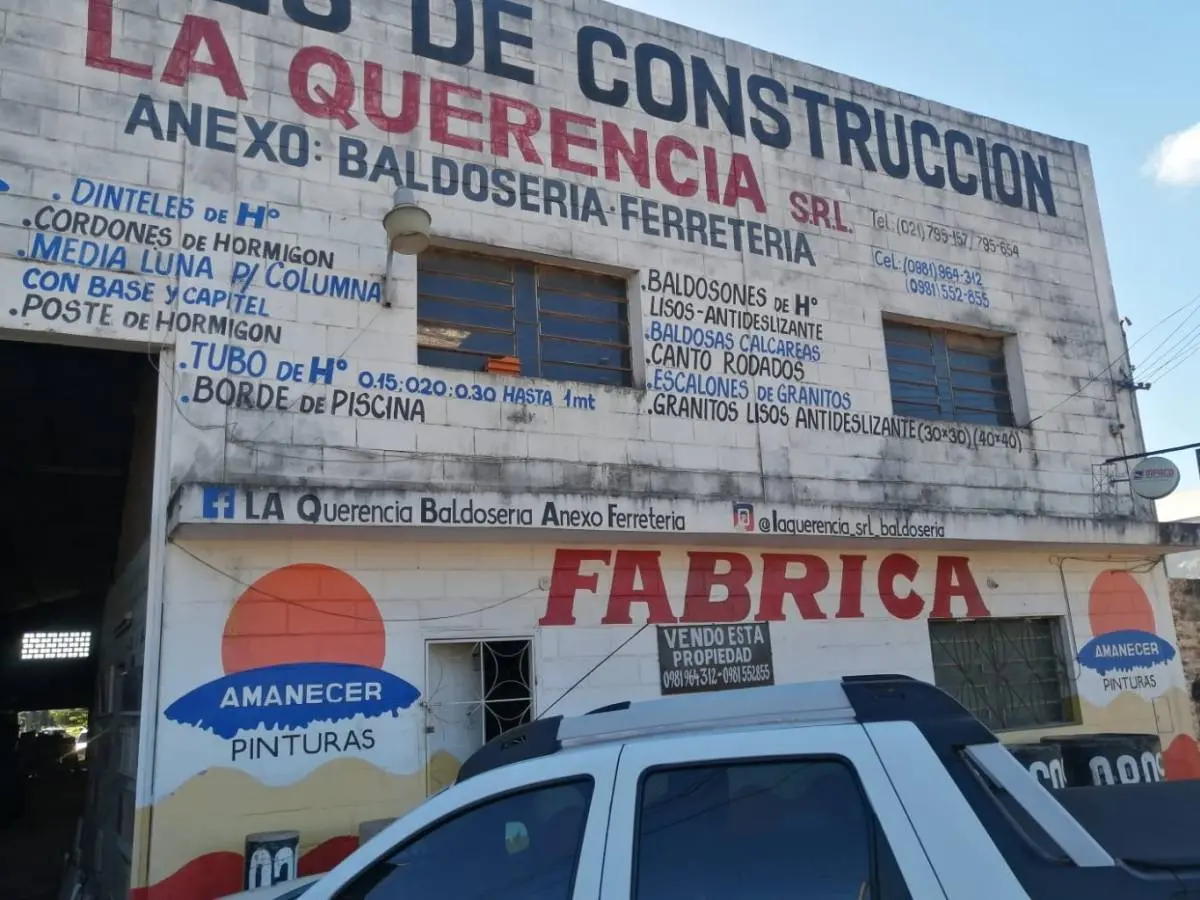 ES DE CONSTRUCCION
LA QUERENCIA S.R.L.
ANEXO: BALDOSERIA·FERRETERIA
Tel: (021) 795-157, 795-654
CeL: (0981) 964-312
(0981) 552-855
. DINTELES DE Hº
. CORDONES DE HORMIGON
. MEDIA LUNA P/ COLUMNA
CON BASE Y CAPITEL
. POSTE DE HORMIGON
. TUBO DE Hº 0.15:020:0.30 HASTA 1mt
. BORDE DE PISCINA
. BALDOSONES DE Hº
LISOS-ANTIDESLIZANTE
. BALDOSAS CALCAREAS
. CANTO RODADOS
. ESCALONES DE GRANITOS
. GRANITOS LISOS ANTIDESLIZANTE (30×30) (40×40)
LA Querencia Baldoseria Anexo Ferreteria
@laquerencia_srl_baldoseria
FABRICA
VENDO ESTA
PROPIEDAD
0981 964-312-0981 552855
AMANECER
PINTURAS
AMANECER
PINTURAS